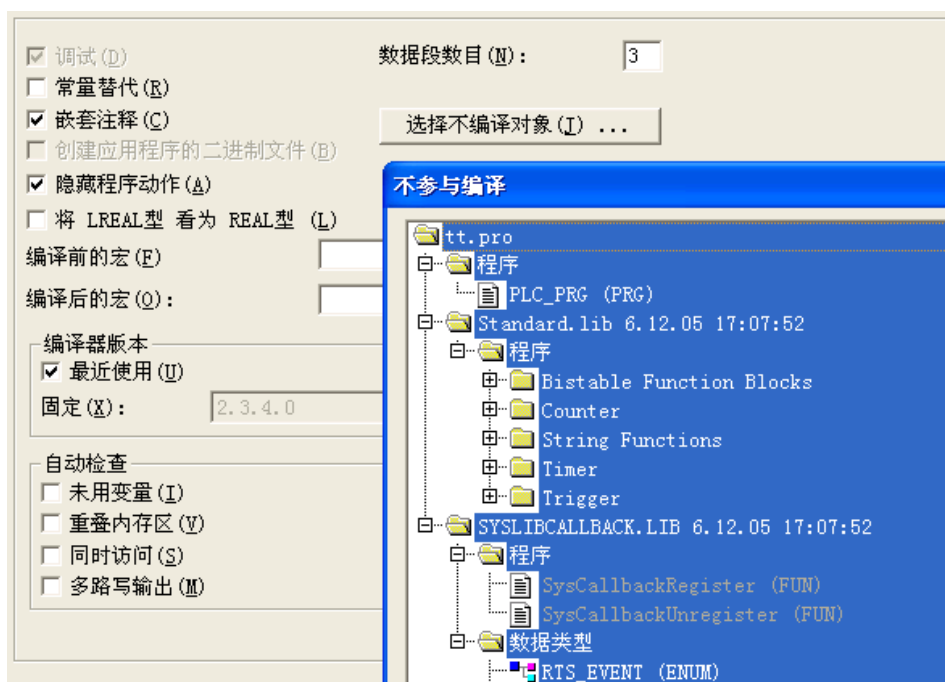 调试(D)
数据段数目(N): 3
常量替代(R)
嵌套注释(C)
选择不编译对象(J) ...
创建应用程序的二进制文件(B)
隐藏程序动作(A)
不参与编译
将 LREAL型 看为 REAL型 (L)
tt.pro
编译前的宏(F)
程序
PLC_PRG (PRG)
编译后的宏(O):
Standard.lib 6.12.05 17:07:52
编译器版本
程序
最近使用(U)
Bistable Function Blocks
固定(X): 2.3.4.0
Counter
String Functions
自动检查
Timer
未用变量(I)
Trigger
重叠内存区(V)
SYSLIBCALLBACK.LIB 6.12.05 17:07:52
同时访问(S)
程序
多路写输出(M)
SysCallbackRegister (FUN)
SysCallbackUnregister (FUN)
数据类型
RTS_EVENT (ENUM)